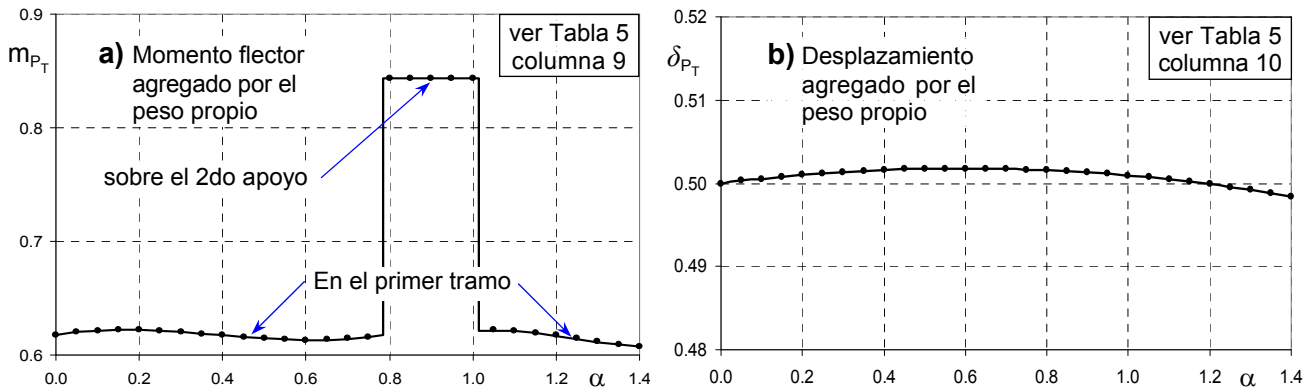 0.9
m_PT
a) Momento flector
agregado por el
peso propio
ver Tabla 5
columna 9
0.8
sobre el 2do apoyo
0.7
En el primer tramo
0.6
0.0 0.2 0.4 0.6 0.8 1.0 1.2 α 1.4
0.52
δ_PT
b) Desplazamiento
agregado por el
peso propio
ver Tabla 5
columna 10
0.51
0.50
0.49
0.48
0.0 0.2 0.4 0.6 0.8 1.0 1.2 α 1.4